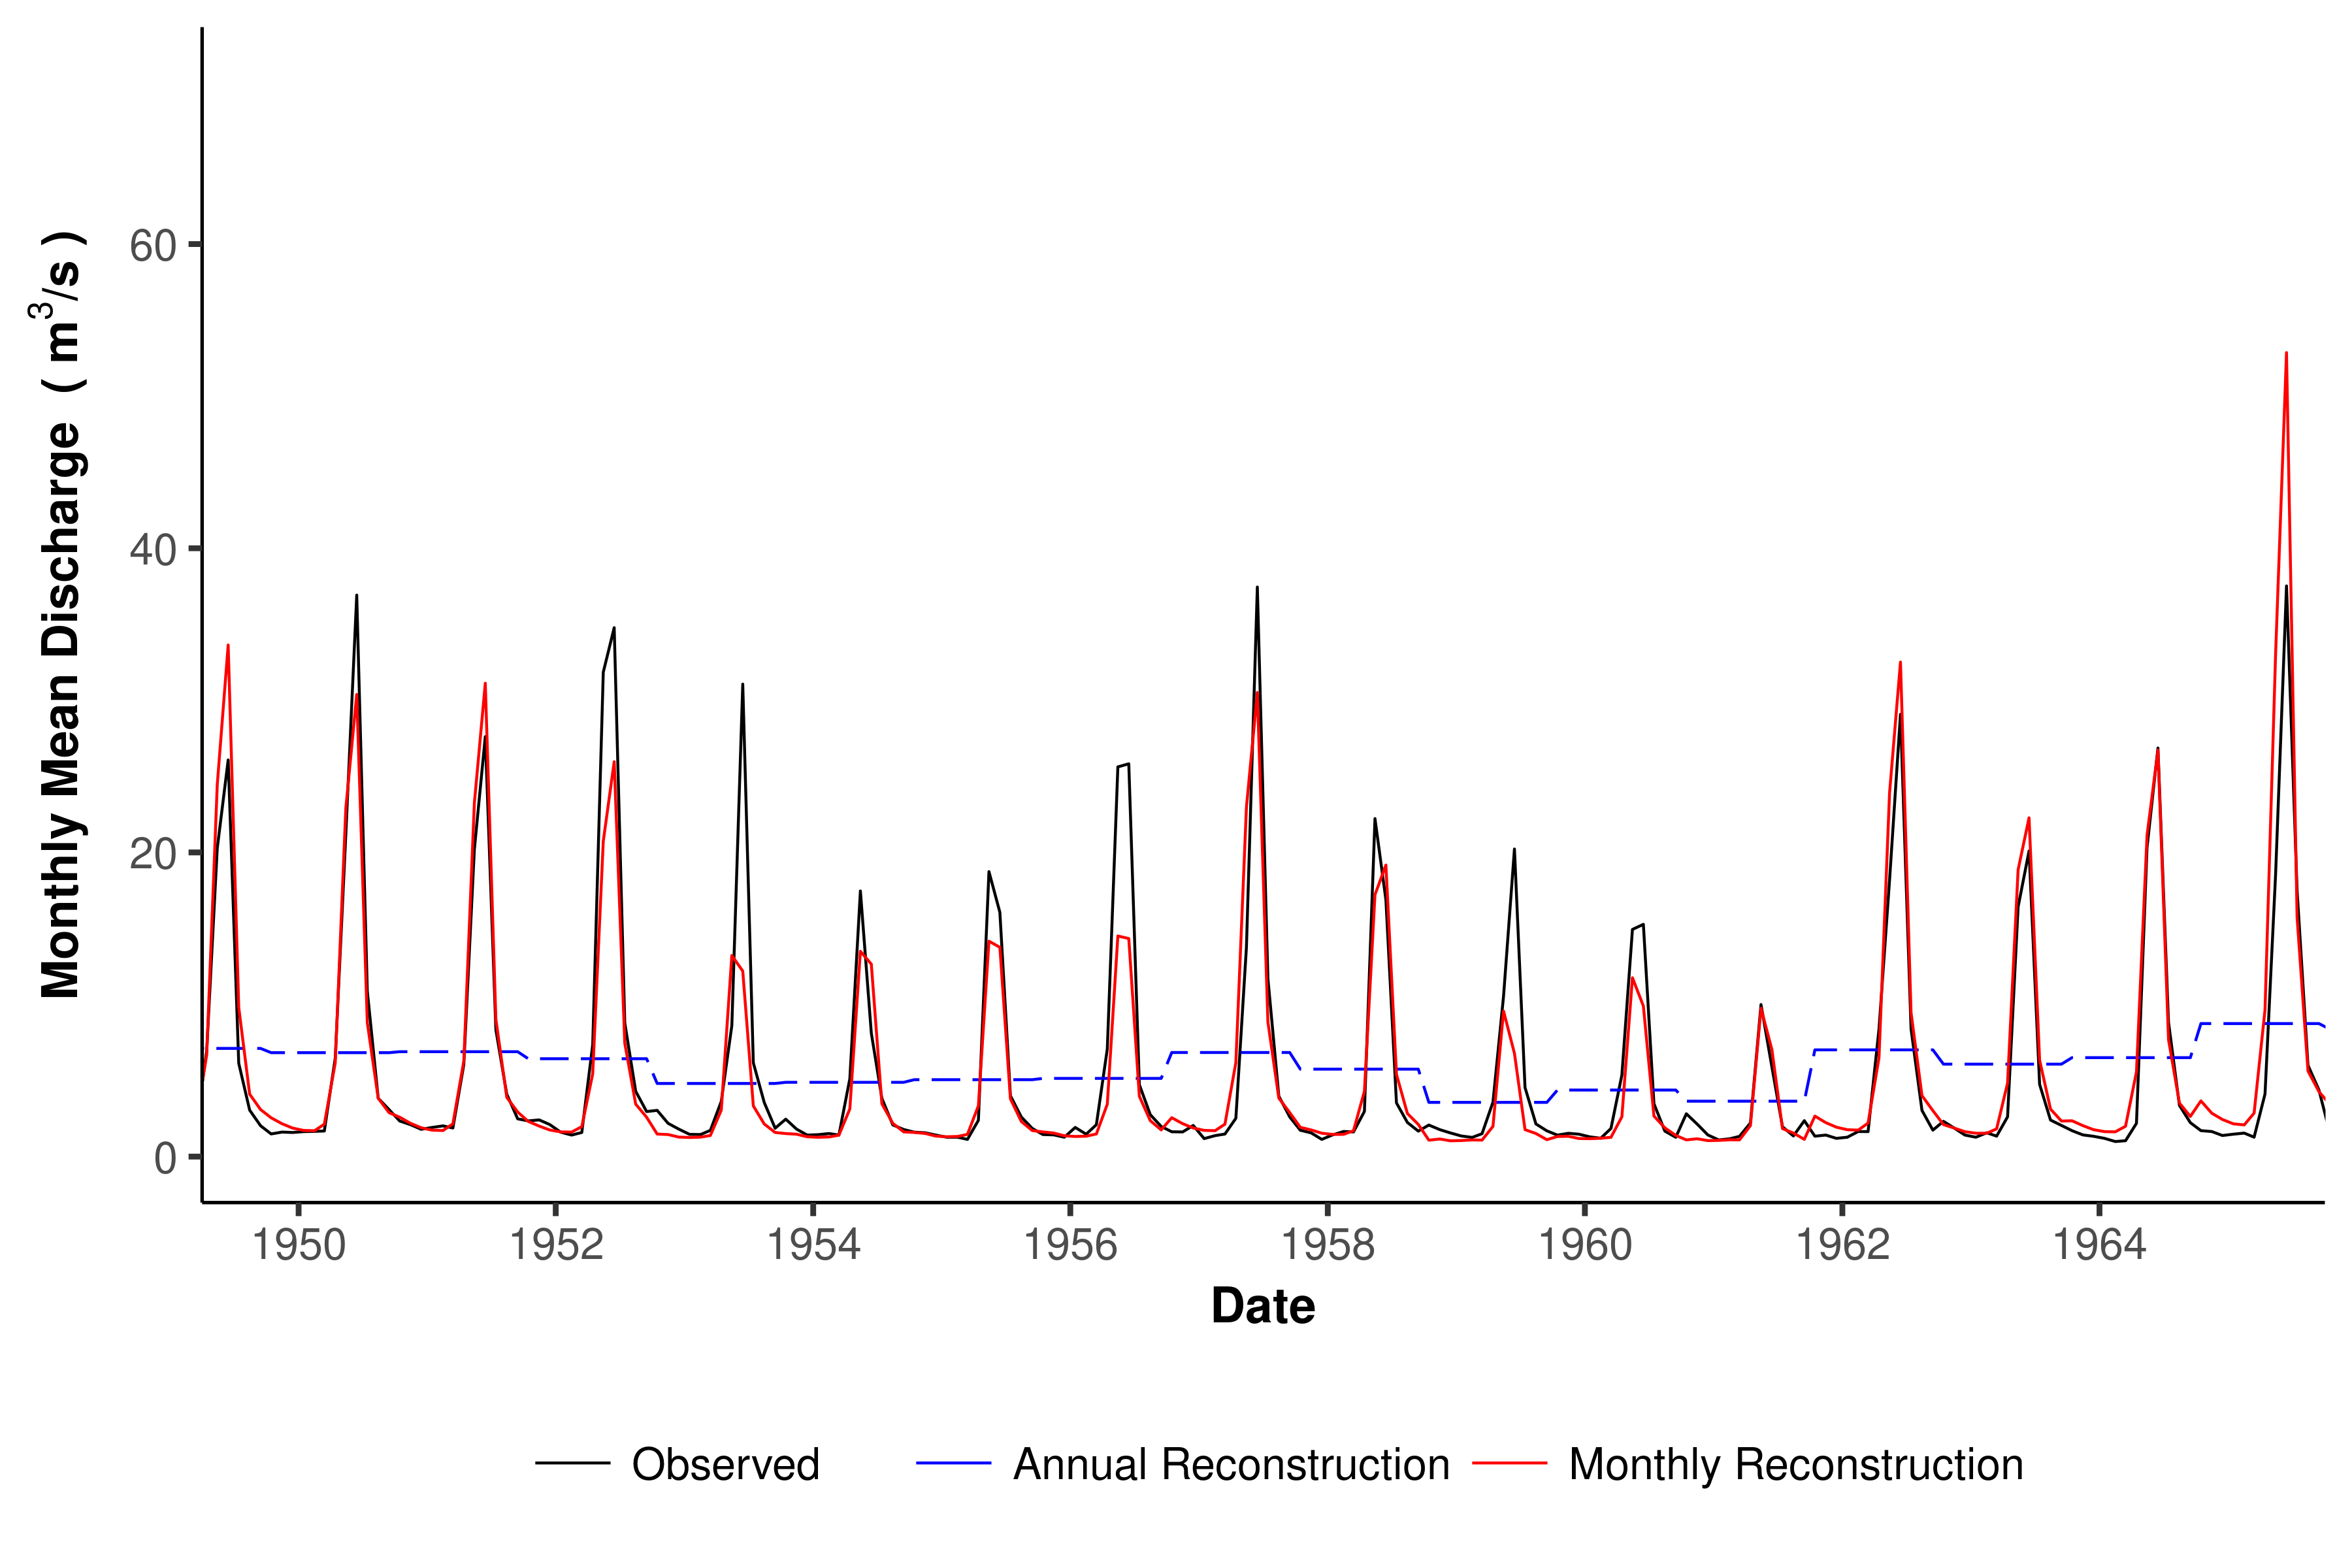 Monthly Mean Discharge ( m³/s )
60
40
20
0
1950 1952 1954 1956 1958 1960 1962 1964
Date
Observed Annual Reconstruction Monthly Reconstruction